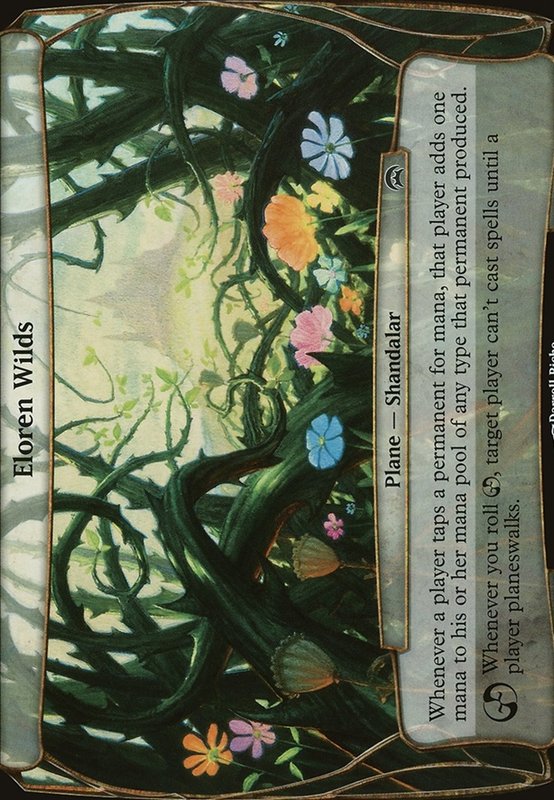 Eloren Wilds
Plane — Shandalar
Whenever a player taps a permanent for mana, that player adds one
mana to his or her mana pool of any type that permanent produced.
Whenever you roll , target player can't cast spells until a
player planeswalks.